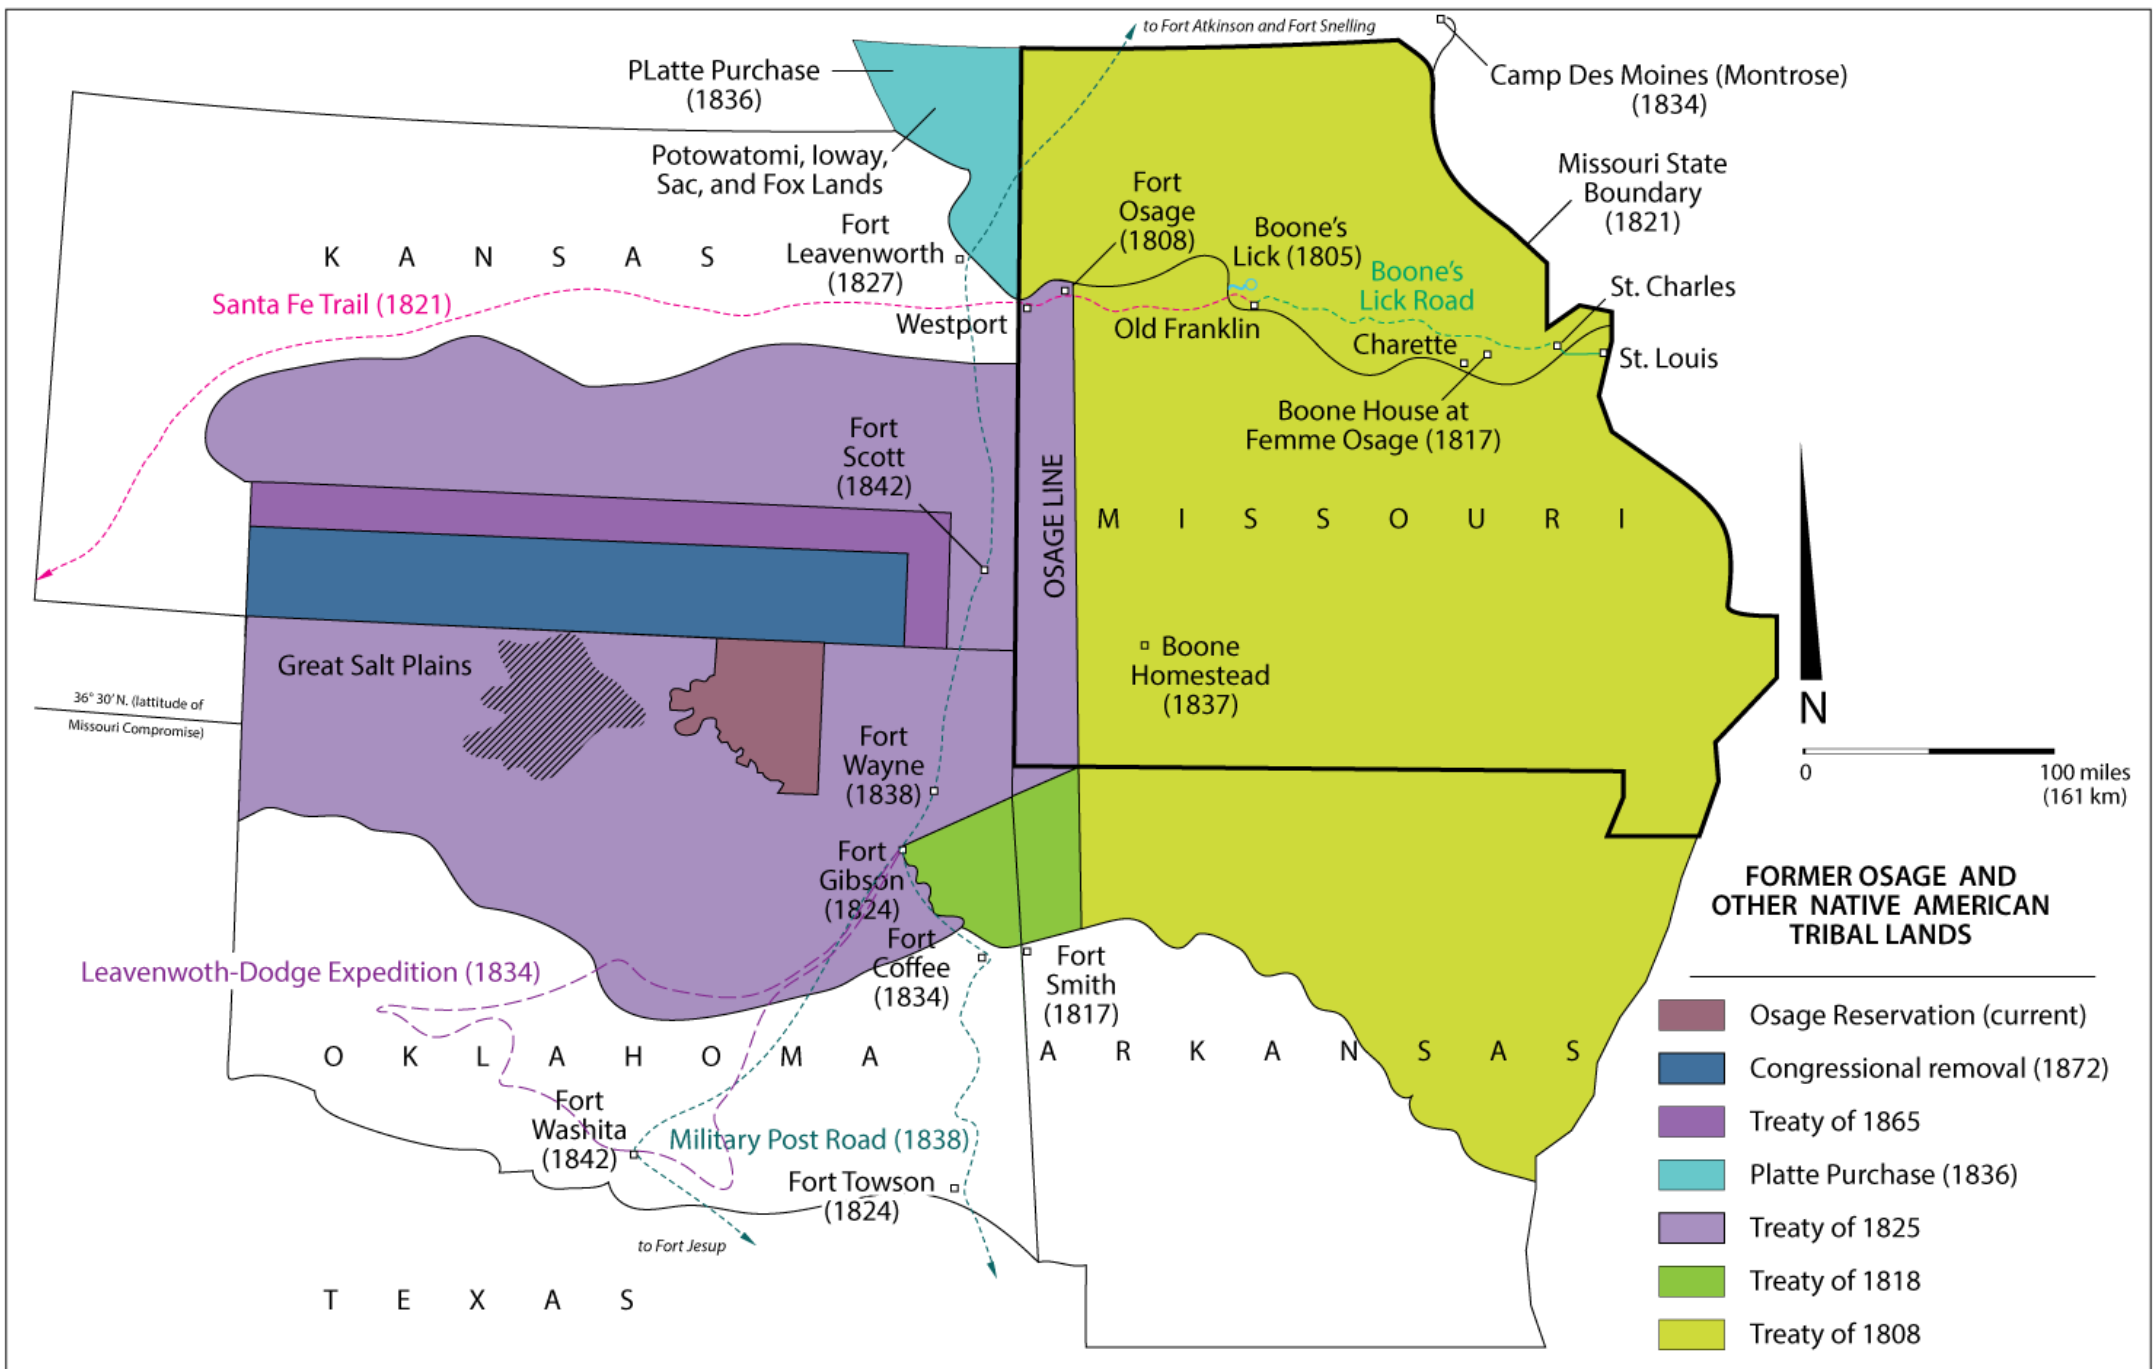 to Fort Atkinson and Fort Snelling
PLatte Purchase
(1836)
Camp Des Moines (Montrose)
(1834)
Potowatomi, Ioway,
Sac, and Fox Lands
Missouri State
Boundary
(1821)
Fort
Osage
(1808)
Boone's
Lick (1805)
Fort
Leavenworth
(1827)
K A N S A S
Boone's
Lick Road
St. Charles
Santa Fe Trail (1821)
Westport
Old Franklin
Charette
St. Louis
Boone House at
Femme Osage (1817)
Fort
Scott
(1842)
OSAGE LINE
M I S S O U R I
Boone
Homestead
(1837)
Great Salt Plains
36° 30' N. (lattitude of
Missouri Compromise)
N
Fort
Wayne
(1838)
0
100 miles
(161 km)
Fort
Gibson
(1824)
Fort
Coffee
(1834)
Fort
Smith
(1817)
Leavenwoth-Dodge Expedition (1834)
O K L A H O M A
A R K A N S A S
Fort
Washita
(1842)
Military Post Road (1838)
Fort Towson
(1824)
to Fort Jesup
T E X A S
FORMER OSAGE AND
OTHER NATIVE AMERICAN
TRIBAL LANDS
Osage Reservation (current)
Congressional removal (1872)
Treaty of 1865
Platte Purchase (1836)
Treaty of 1825
Treaty of 1818
Treaty of 1808